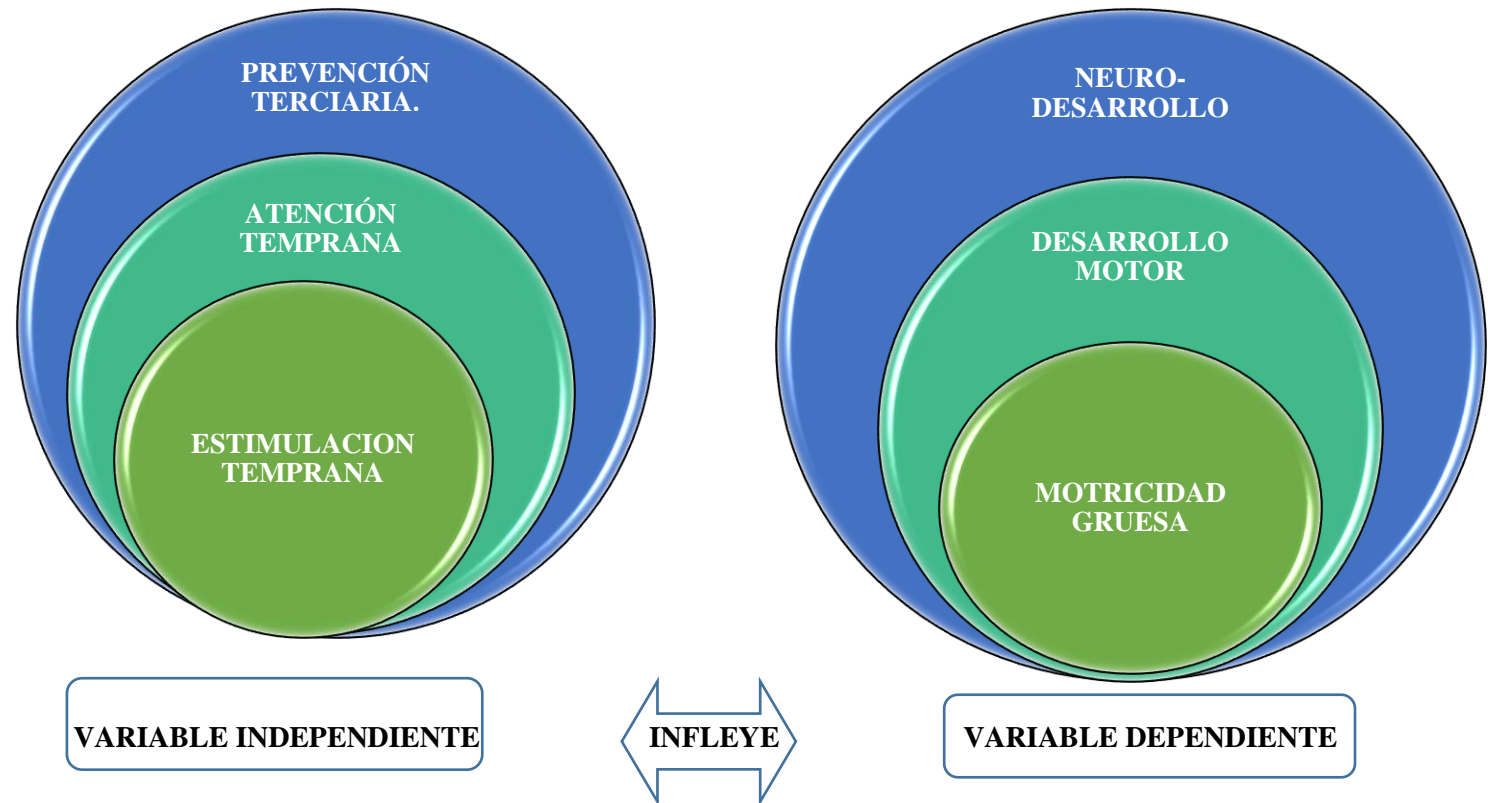 PREVENCIÓN
TERCIARIA.
ATENCIÓN
TEMPRANA
ESTIMULACION
TEMPRANA
NEURO-
DESARROLLO
DESARROLLO
MOTOR
MOTRICIDAD
GRUESA
VARIABLE INDEPENDIENTE
INFLEYE
VARIABLE DEPENDIENTE